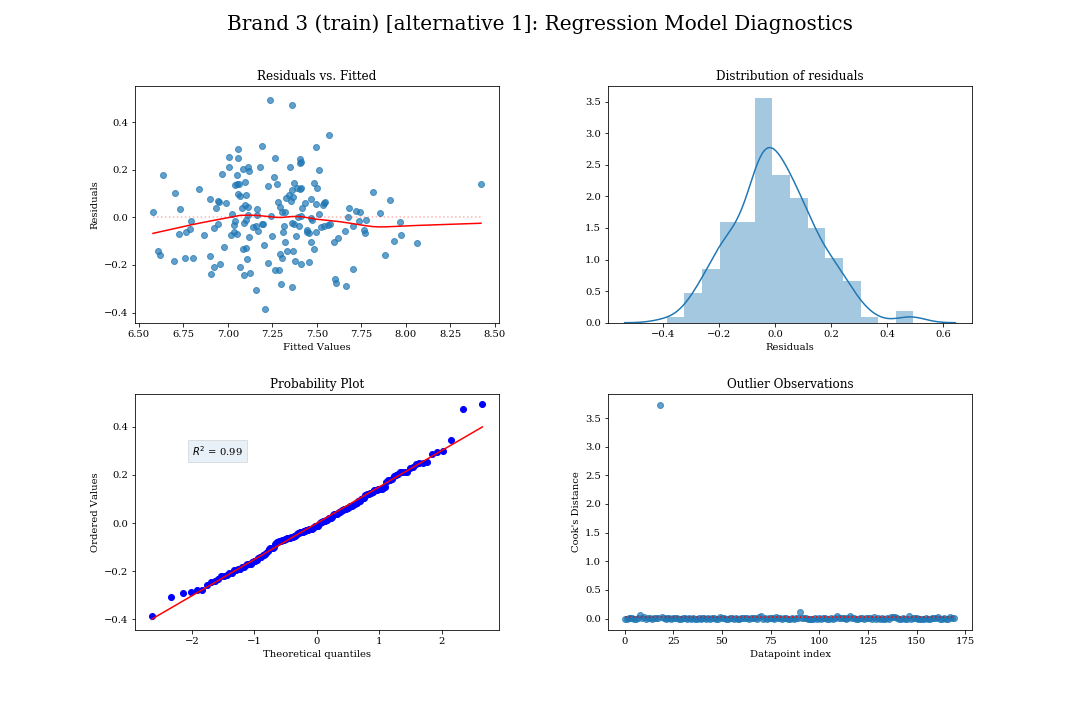 Brand 3 (train) [alternative 1]: Regression Model Diagnostics
Residuals vs. Fitted
Residuals
0.4
0.2
0.0
−0.2
−0.4
6.50 6.75 7.00 7.25 7.50 7.75 8.00 8.25 8.50
Fitted Values
Distribution of residuals
3.5
3.0
2.5
2.0
1.5
1.0
0.5
0.0
−0.4 −0.2 0.0 0.2 0.4 0.6
Residuals
Probability Plot
Ordered Values
0.4
0.2
0.0
−0.2
−0.4
R² = 0.99
−2 −1 0 1 2
Theoretical quantiles
Outlier Observations
Cook's Distance
3.5
3.0
2.5
2.0
1.5
1.0
0.5
0.0
0 25 50 75 100 125 150 175
Datapoint index